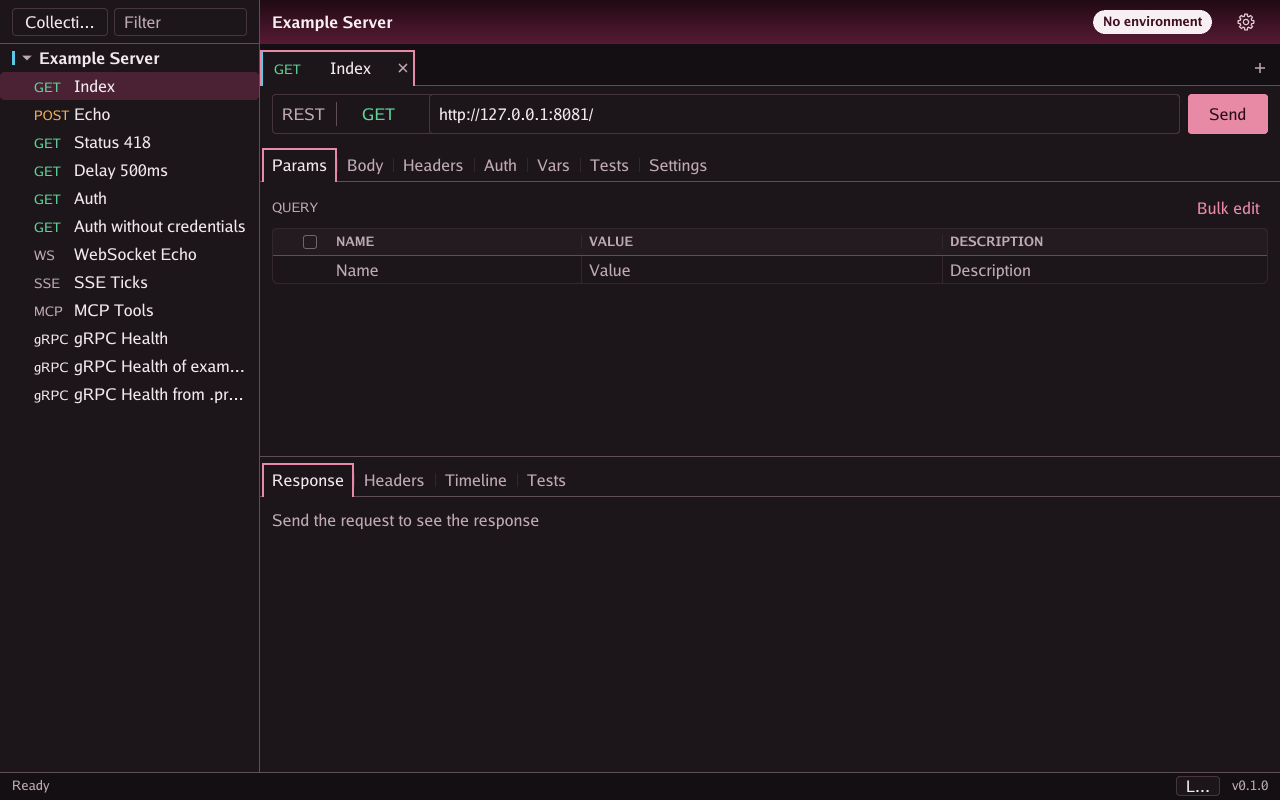 Collecti...
Filter
Example Server
No environment
Example Server
GET Index
POST Echo
GET Status 418
GET Delay 500ms
GET Auth
GET Auth without credentials
WS WebSocket Echo
SSE SSE Ticks
MCP MCP Tools
gRPC gRPC Health
gRPC gRPC Health of exam...
gRPC gRPC Health from .pr...
GET Index × +
REST GET http://127.0.0.1:8081/ Send
Params Body Headers Auth Vars Tests Settings
QUERY Bulk edit
NAME VALUE DESCRIPTION
Name Value Description
Response Headers Timeline Tests
Send the request to see the response
Ready L... v0.1.0